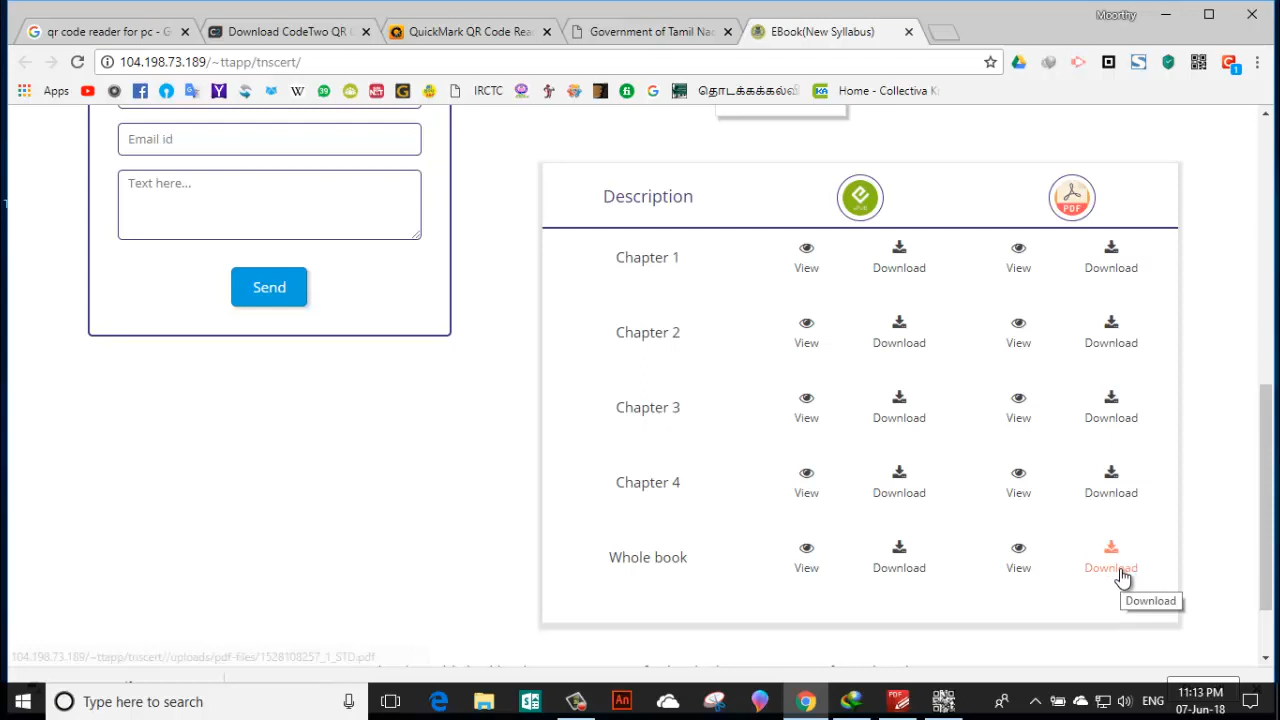 Moorthy
qr code reader for pc - G
Download CodeTwo QR C
QuickMark QR Code Rea
Government of Tamil Nad
EBook(New Syllabus)
104.198.73.189/~ttapp/tnscert/
Apps
IRCTC
தொடக்கக்கல்வி
Home - Collectiva K
Email id
Text here...
Send
Description
PDF
Chapter 1 View Download View Download
Chapter 2 View Download View Download
Chapter 3 View Download View Download
Chapter 4 View Download View Download
Whole book View Download View Download
Download
104.198.73.189/~ttapp/tnscert//uploads/pdf-files/1528108257_1_STD.pdf
Type here to search
ENG
11:13 PM
07-Jun-18